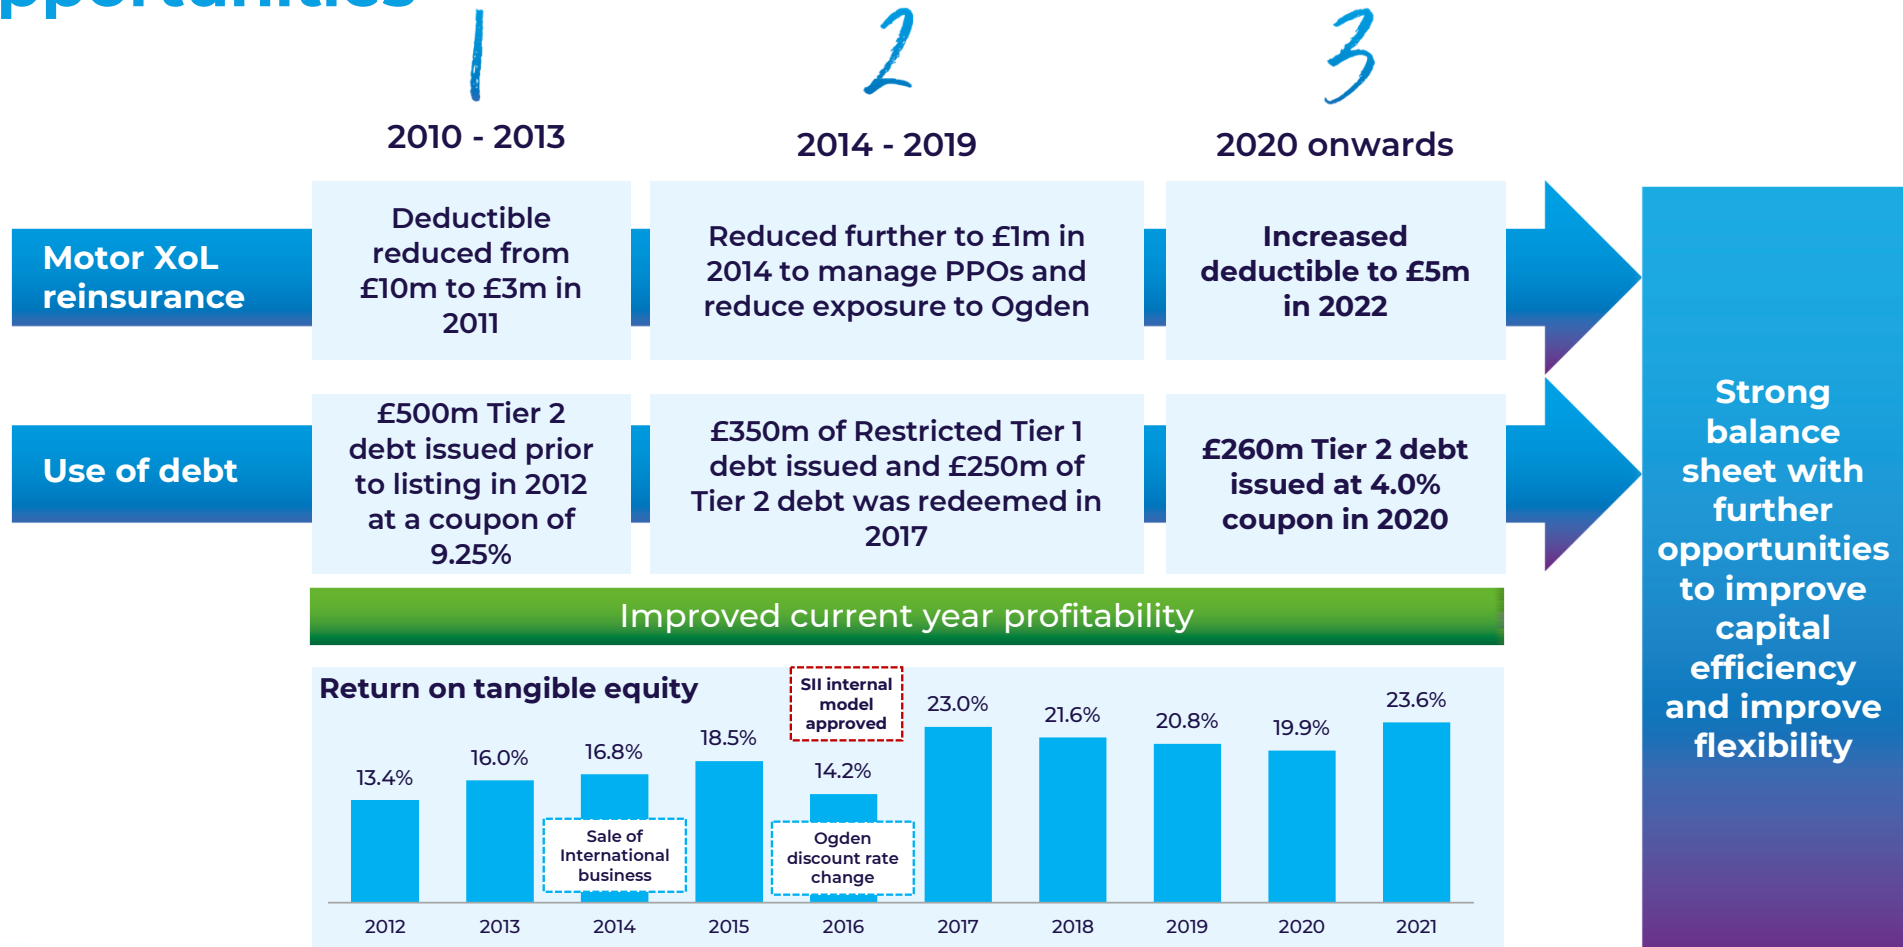 1
2
3
2010 - 2013
2014 - 2019
2020 onwards
Motor XoL
reinsurance
Deductible
reduced from
£10m to £3m in
2011
Reduced further to £1m in
2014 to manage PPOs and
reduce exposure to Ogden
Increased
deductible to £5m
in 2022
Use of debt
£500m Tier 2
debt issued prior
to listing in 2012
at a coupon of
9.25%
£350m of Restricted Tier 1
debt issued and £250m of
Tier 2 debt was redeemed in
2017
£260m Tier 2 debt
issued at 4.0%
coupon in 2020
Strong
balance
sheet with
further
opportunities
to improve
capital
efficiency
and improve
flexibility
Improved current year profitability
Return on tangible equity
SII internal
model
approved
13.4%
16.0%
16.8%
18.5%
14.2%
23.0%
21.6%
20.8%
19.9%
23.6%
Sale of
International
business
Ogden
discount rate
change
2012
2013
2014
2015
2016
2017
2018
2019
2020
2021